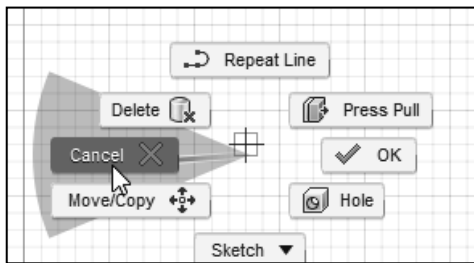 Repeat Line
Delete
Press Pull
Cancel
OK
Move/Copy
Hole
Sketch